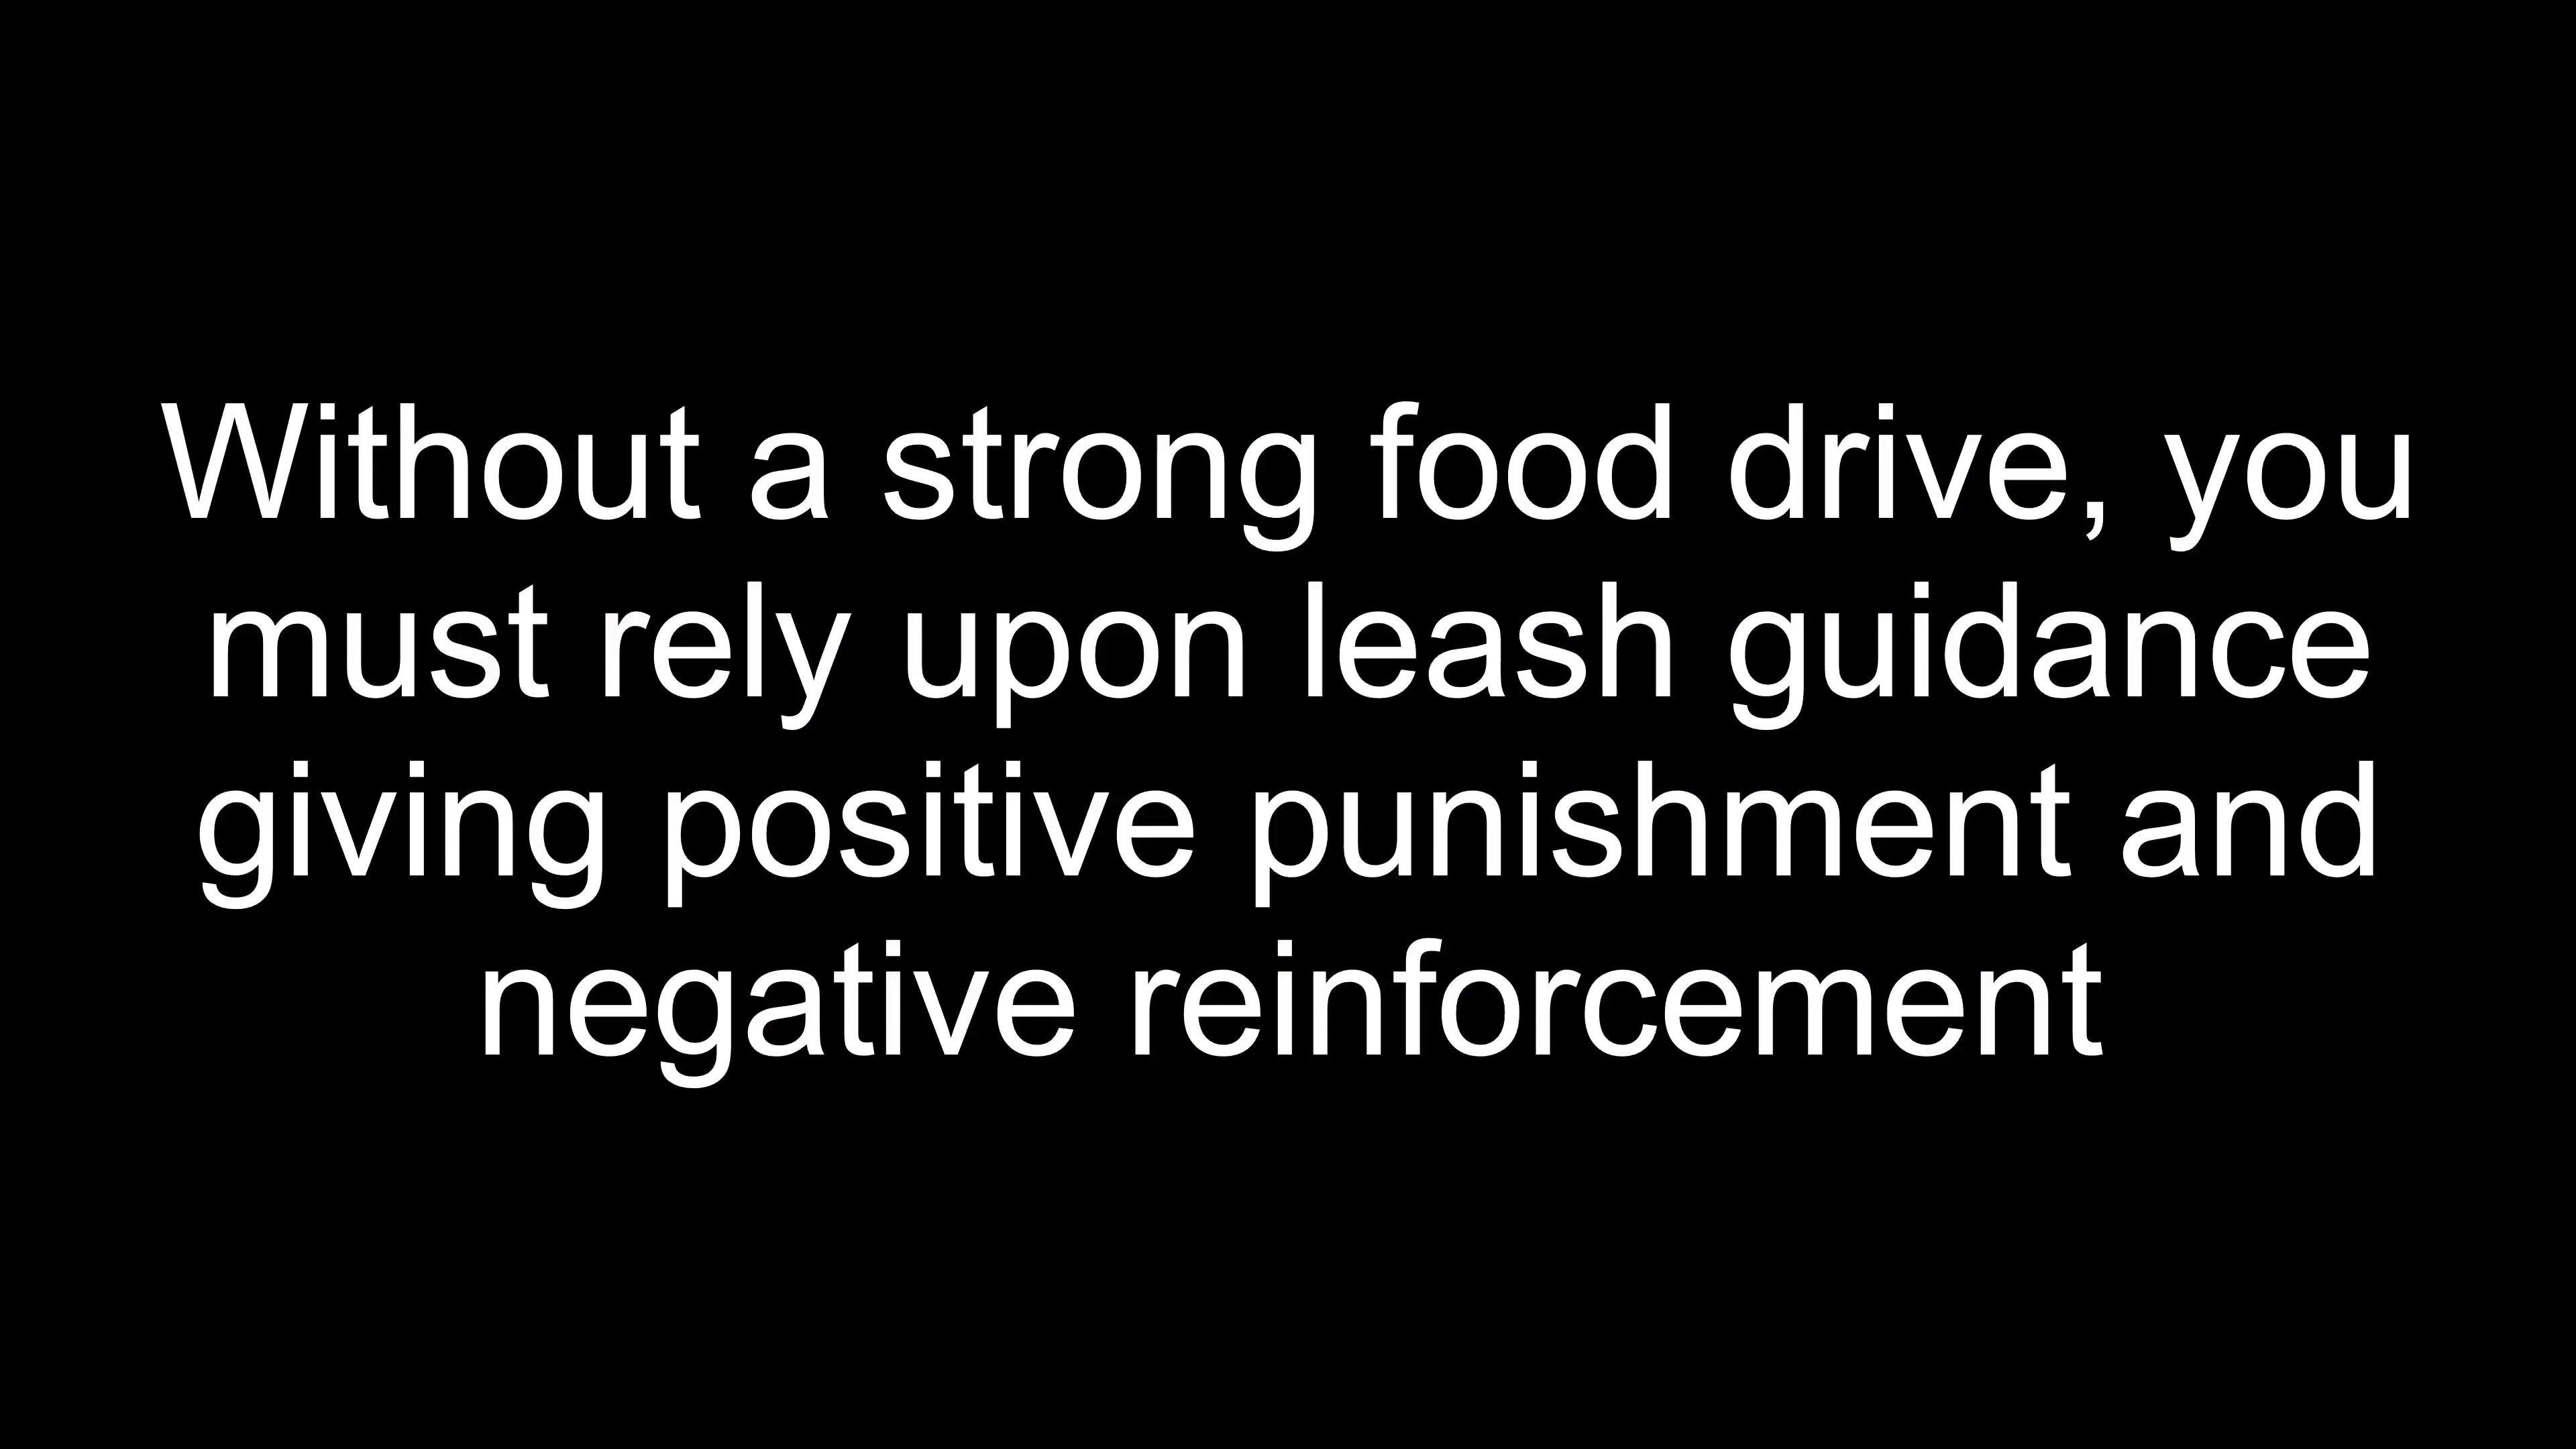 Without a strong food drive, you
must rely upon leash guidance
giving positive punishment and
negative reinforcement